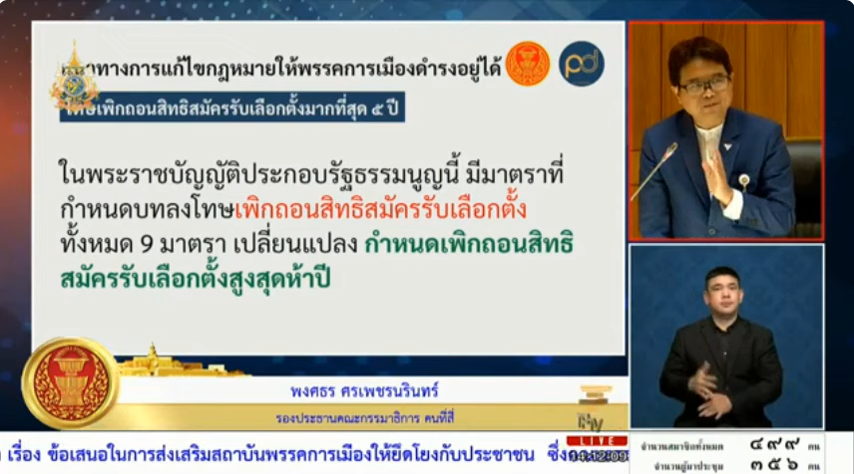 ทางการแก้ไขกฎหมายให้พรรคการเมืองดำรงอยู่ได้
โทษเพิกถอนสิทธิสมัครรับเลือกตั้งมากที่สุด ๕ ปี
ในพระราชบัญญัติประกอบรัฐธรรมนูญนี้ มีมาตราที่
กำหนดบทลงโทษเพิกถอนสิทธิสมัครรับเลือกตั้ง
ทั้งหมด 9 มาตรา เปลี่ยนแปลง กำหนดเพิกถอนสิทธิ
สมัครรับเลือกตั้งสูงสุดห้าปี
pd
พงศธร ศรเพชรนรินทร์
รองประธานคณะกรรมาธิการ คนที่สี่
LIVE
เรื่อง ข้อเสนอในการส่งเสริมสถาบันพรรคการเมืองให้ยึดโยงกับประชาชน
จำนวนสมาชิกทั้งหมด ๔๙๙ คน
จำนวนผู้มาประชุม ๓๕๖ คน